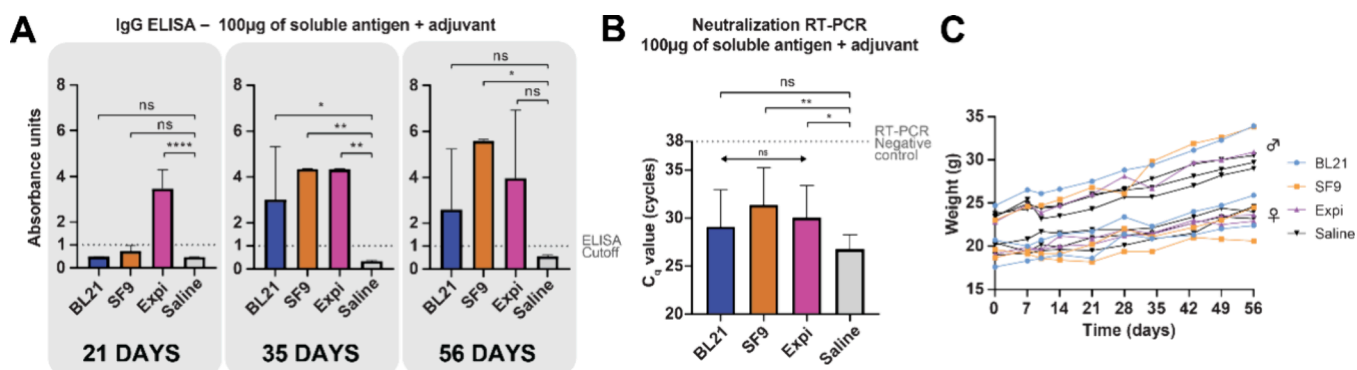 A
IgG ELISA – 100µg of soluble antigen + adjuvant
Absorbance units
8
6
4
2
1
0
ns
ns
****
BL21
SF9
Expi
Saline
21 DAYS
8
6
4
2
1
0
*
**
**
BL21
SF9
Expi
Saline
35 DAYS
8
6
4
2
1
0
ns
*
ns
BL21
SF9
Expi
Saline
56 DAYS
ELISA
Cutoff
B
Neutralization RT-PCR
100µg of soluble antigen + adjuvant
Cq value (cycles)
38
34
30
26
22
ns
**
*
ns
RT-PCR
Negative
control
BL21
SF9
Expi
Saline
C
Weight (g)
35
30
25
20
15
0 7 14 21 28 35 42 49 56
Time (days)
♂
♀
BL21
SF9
Expi
Saline